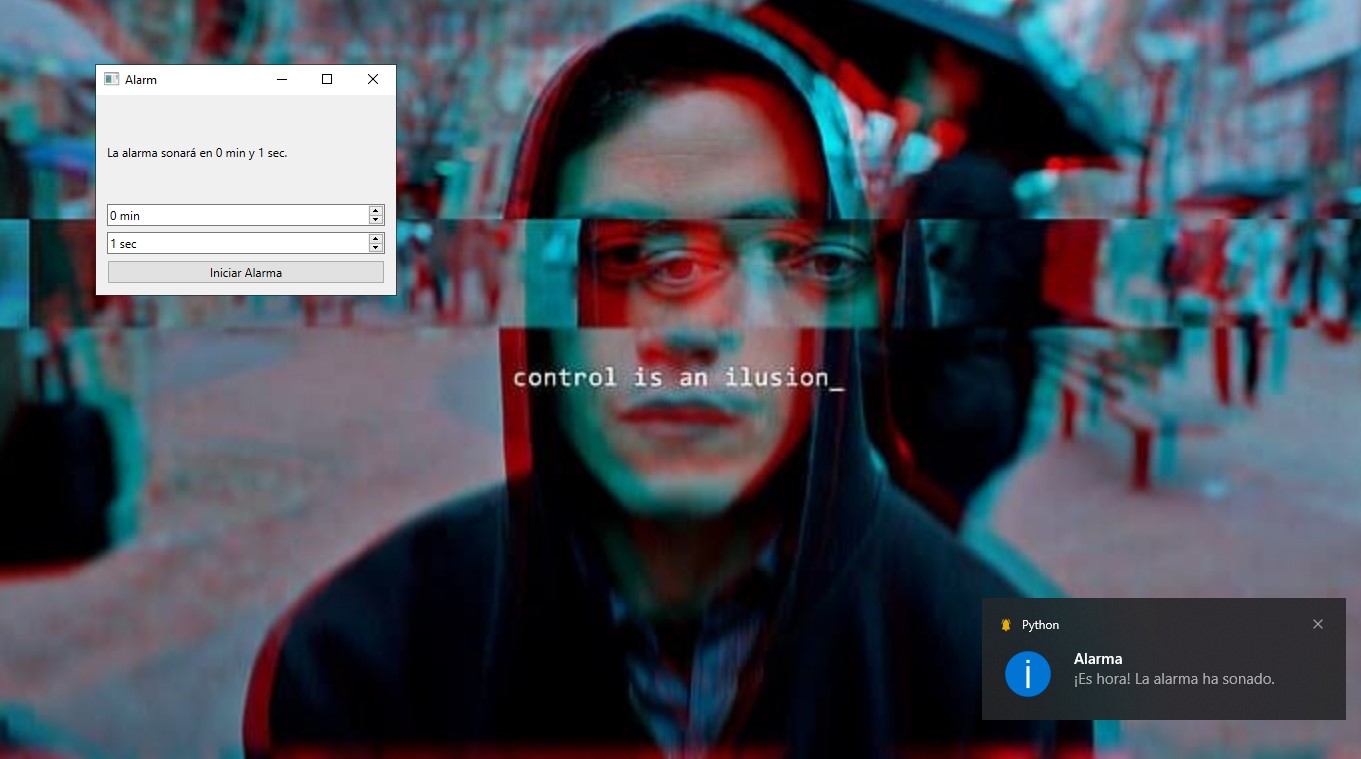 Alarm
La alarma sonará en 0 min y 1 sec.
0 min
1 sec
Iniciar Alarma
control is an ilusion_
Python
Alarma
¡Es hora! La alarma ha sonado.